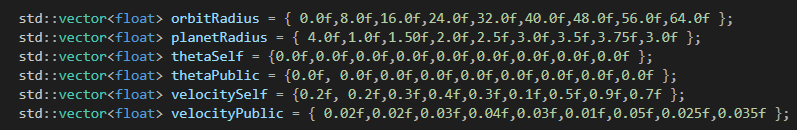 std::vector<float> orbitRadius = { 0.0f,8.0f,16.0f,24.0f,32.0f,40.0f,48.0f,56.0f,64.0f };
std::vector<float> planetRadius = { 4.0f,1.0f,1.50f,2.0f,2.5f,3.0f,3.5f,3.75f,3.0f };
std::vector<float> thetaSelf = {0.0f,0.0f,0.0f,0.0f,0.0f,0.0f,0.0f,0.0f,0.0f };
std::vector<float> thetaPublic = {0.0f, 0.0f,0.0f,0.0f,0.0f,0.0f,0.0f,0.0f,0.0f };
std::vector<float> velocitySelf = {0.2f, 0.2f,0.3f,0.4f,0.3f,0.1f,0.5f,0.9f,0.7f };
std::vector<float> velocityPublic = { 0.02f,0.02f,0.03f,0.04f,0.03f,0.01f,0.05f,0.025f,0.035f };